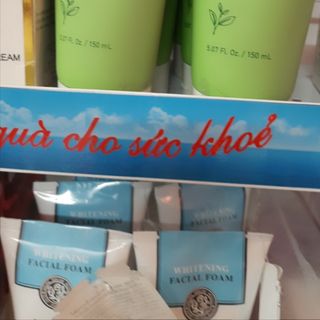 REAM
5.07 Fl. Oz. / 150 mL
5.07 Fl. Oz. / 150 mL
quà cho sức khoẻ
WHITENING
FACIAL FOAM
WHITENING
FACIAL FOAM